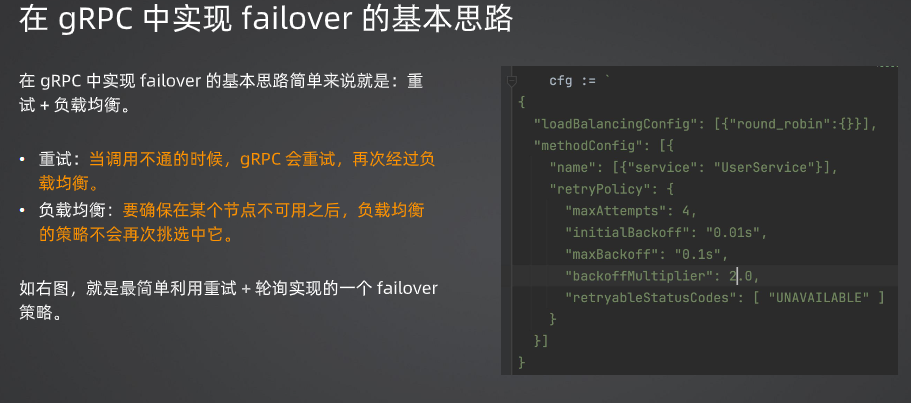 在 gRPC 中实现 failover 的基本思路
在 gRPC 中实现 failover 的基本思路简单来说就是：重
试 + 负载均衡。
• 重试：当调用不通的时候，gRPC 会重试，再次经过负
载均衡。
• 负载均衡：要确保在某个节点不可用之后，负载均衡
的策略不会再次挑选中它。
如右图，就是最简单利用重试 + 轮询实现的一个 failover
策略。
cfg := `
{
"loadBalancingConfig": [{"round_robin":{}}],
"methodConfig": [{
"name": [{"service": "UserService"}],
"retryPolicy": {
"maxAttempts": 4,
"initialBackoff": "0.01s",
"maxBackoff": "0.1s",
"backoffMultiplier": 2.0,
"retryableStatusCodes": [ "UNAVAILABLE" ]
}
}]
}